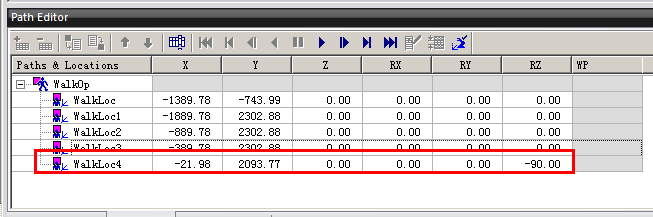 Path Editor
Paths & Locations X Y Z RX RY RZ WP
WalkOp
WalkLoc -1389.78 -743.99 0.00 0.00 0.00 0.00
WalkLoc1 -1889.78 2302.88 0.00 0.00 0.00 0.00
WalkLoc2 -889.78 2302.88 0.00 0.00 0.00 0.00
WalkLoc3 -389.78 2302.88 0.00 0.00 0.00 0.00
WalkLoc4 -21.98 2093.77 0.00 0.00 0.00 -90.00